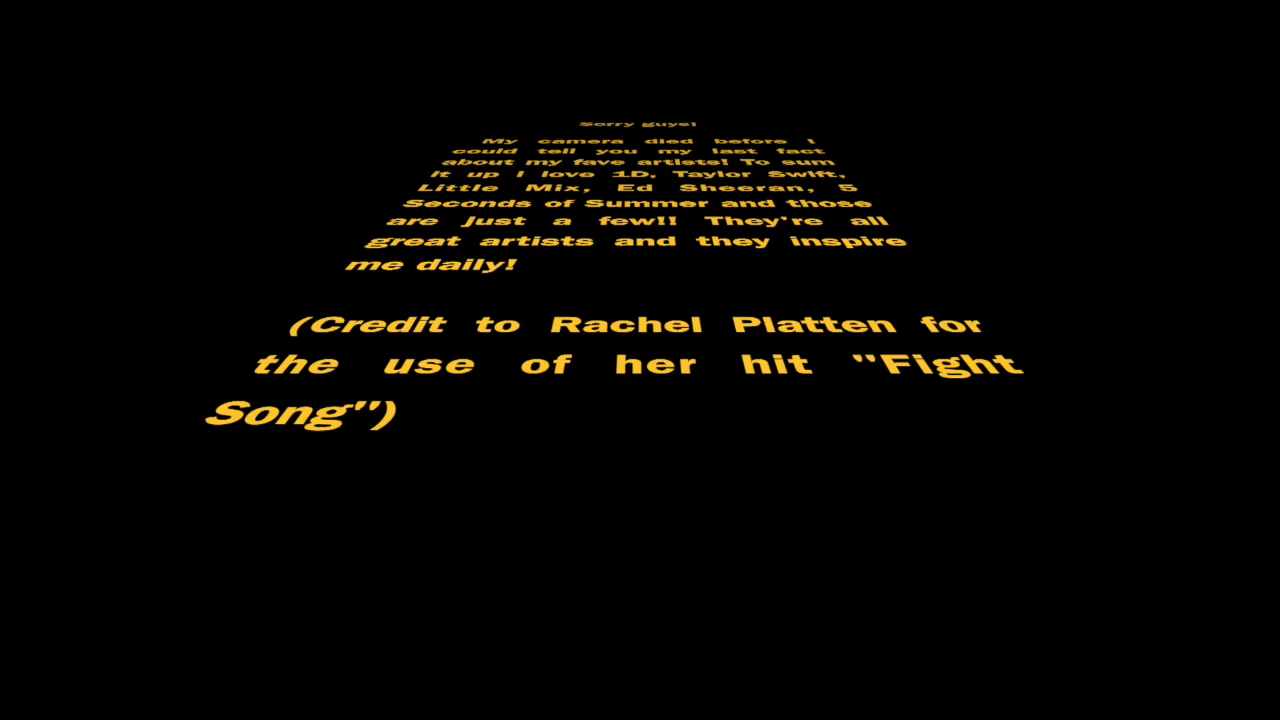 Sorry guys!
My camera died before I
could tell you my last fact
about my fave artists! To sum
it up I love 1D, Taylor Swift,
Little Mix, Ed Sheeran, 5
Seconds of Summer and those
are just a few!! They're all
great artists and they inspire
me daily!
(Credit to Rachel Platten for
the use of her hit "Fight
Song")